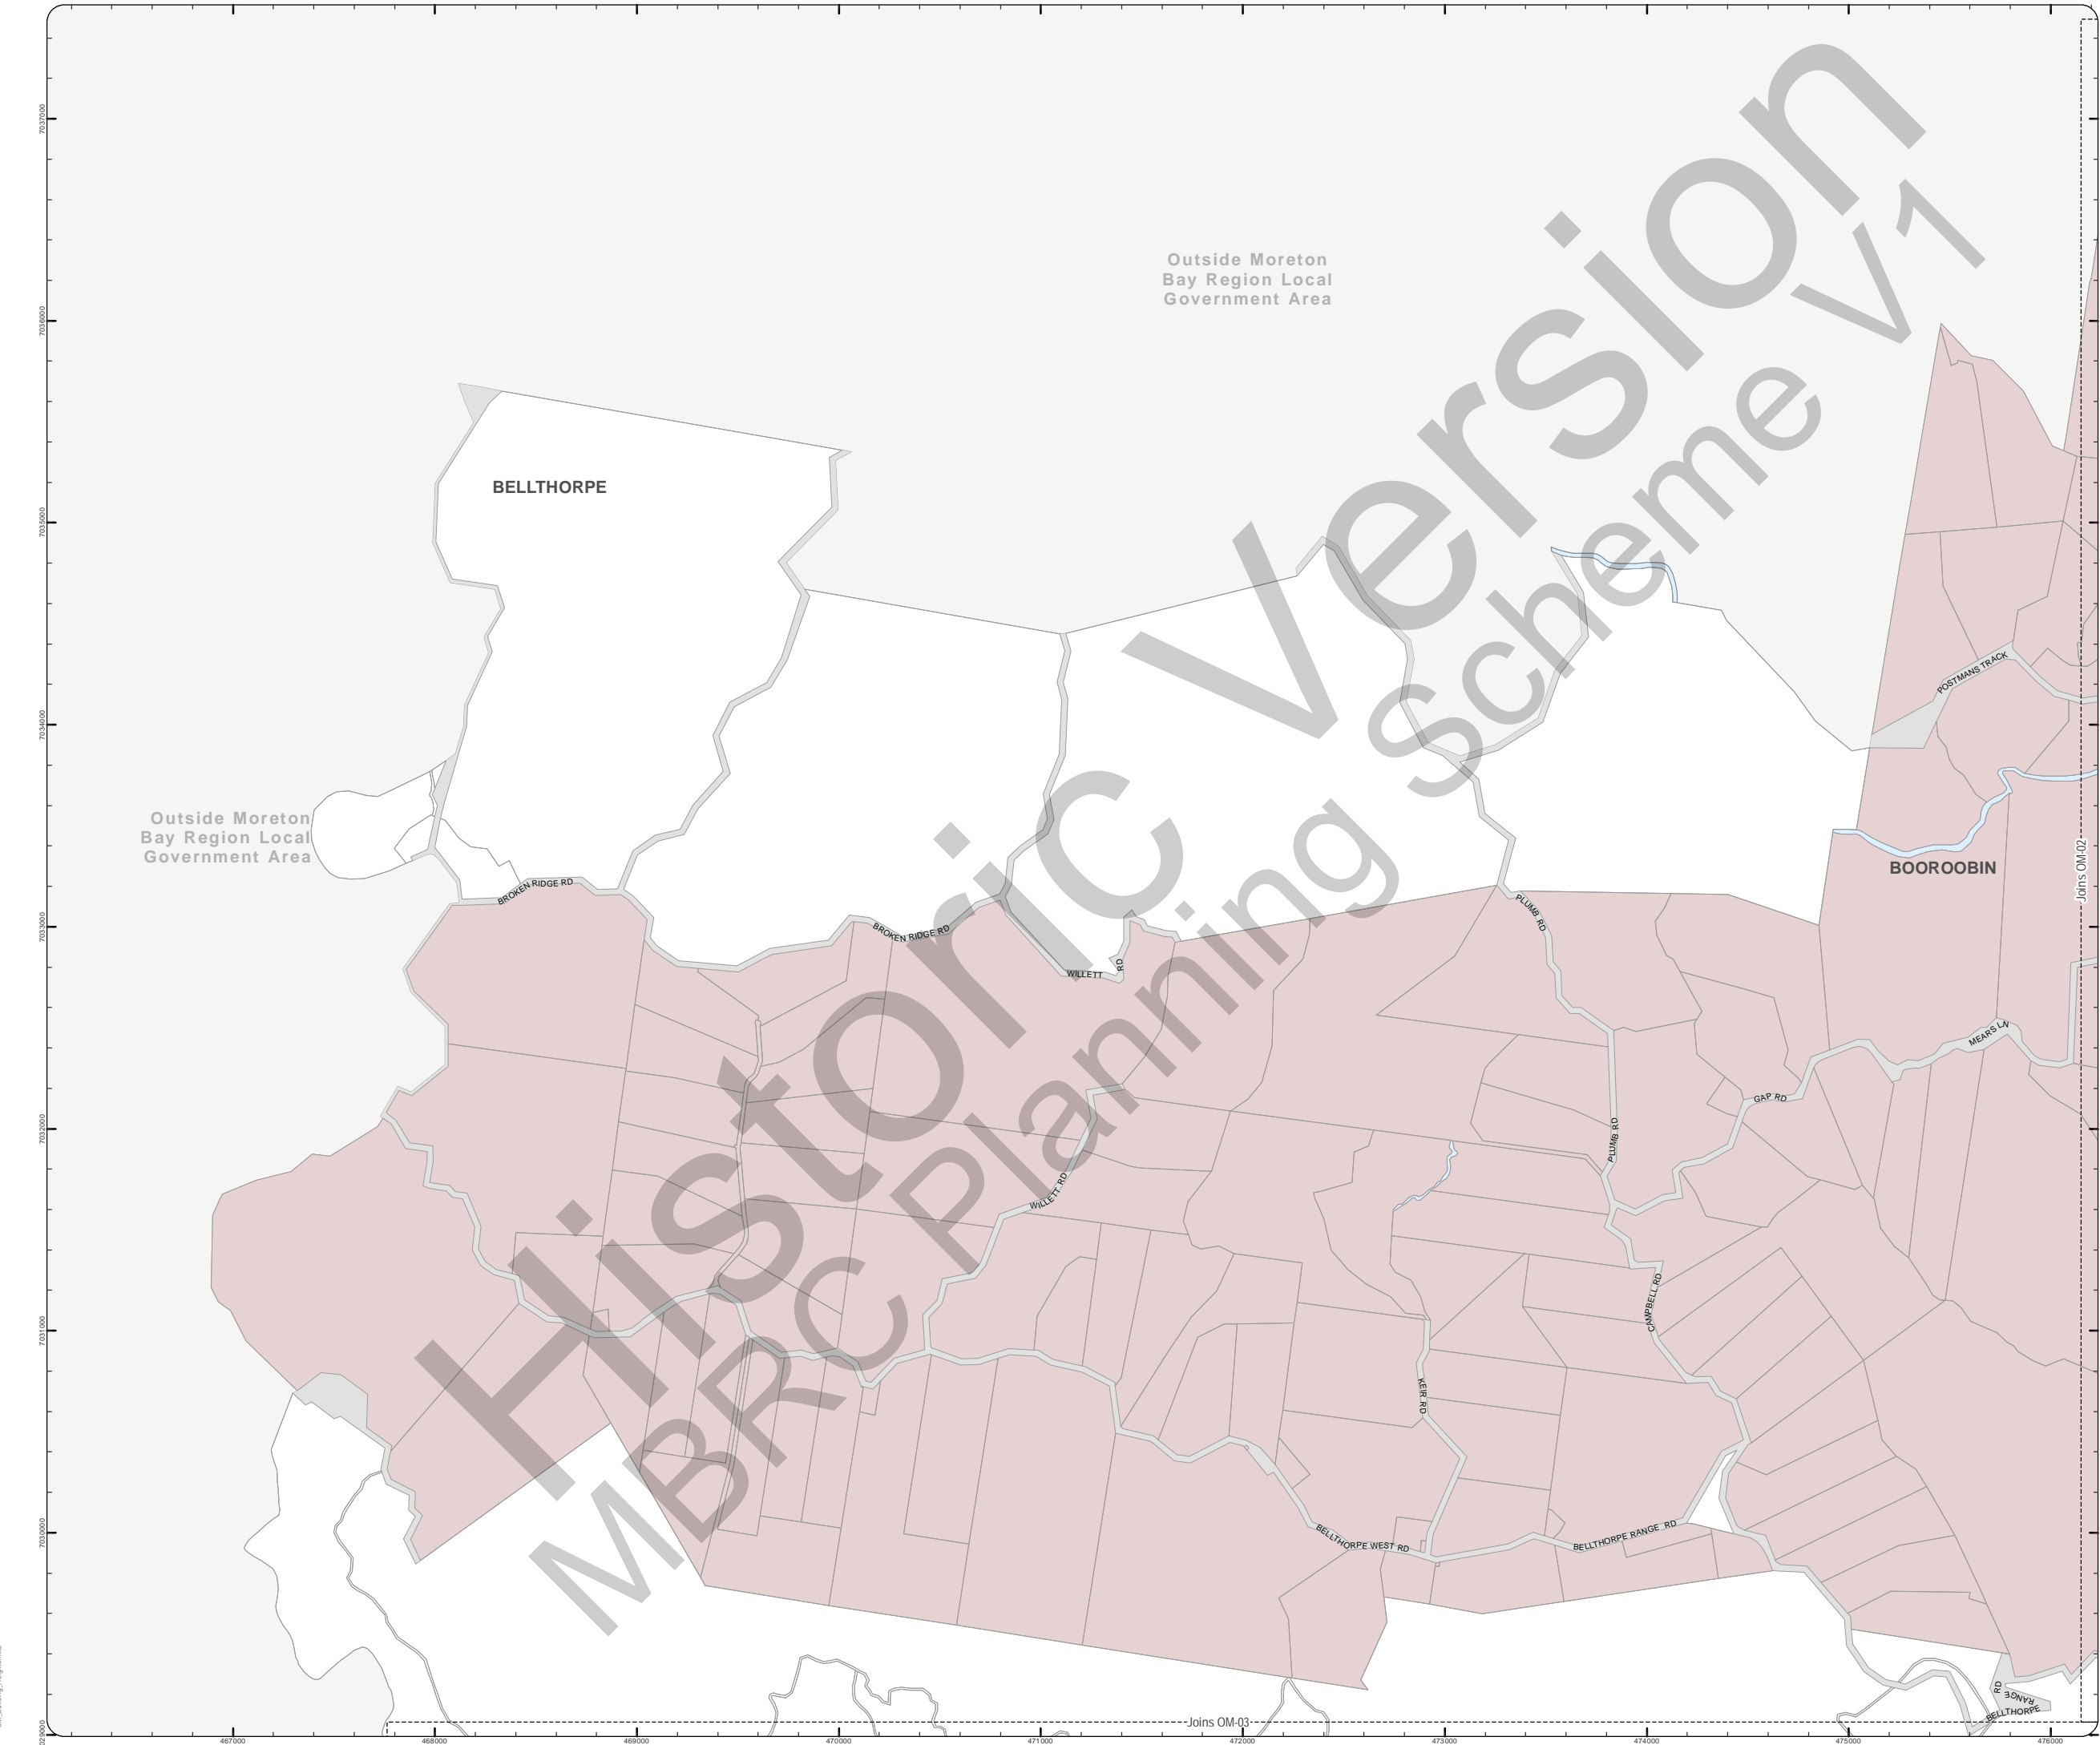 Outside Moreton
Bay Region Local
Government Area
BELLTHORPE
POSTMANS TRACK
Outside Moreton
Bay Region Local
Government Area
BOOROOBIN
Joins OM-02
BROKEN RIDGE RD
BROKEN RIDGE RD
PLUMB RD
WILLETT
RD
MEARS LN
GAP RD
PLUMB RD
WILLETT RD
CAMPBELL RD
KEIR RD
BELLTHORPE WEST RD
BELLTHORPE RANGE RD
BELLTHORPE
RANGE
RD
Joins OM-03
Historic Version
MBRC Planning Scheme V1
7037000
7036000
7035000
7034000
7033000
7032000
7031000
7030000
467000
468000
469000
470000
471000
472000
473000
474000
475000
476000